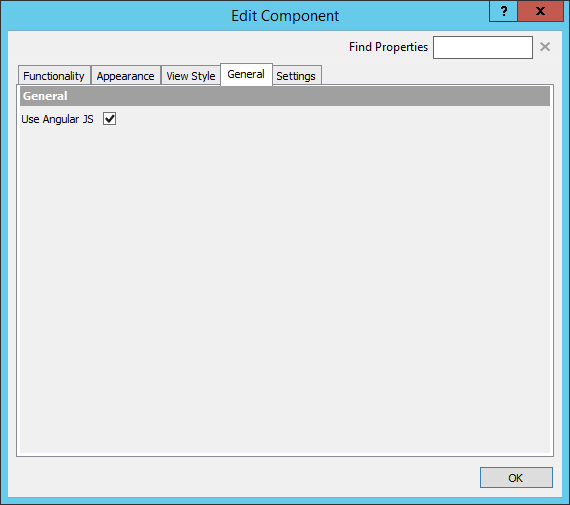 Edit Component
?
x
Find Properties
Functionality
Appearance
View Style
General
Settings
General
Use Angular JS
OK